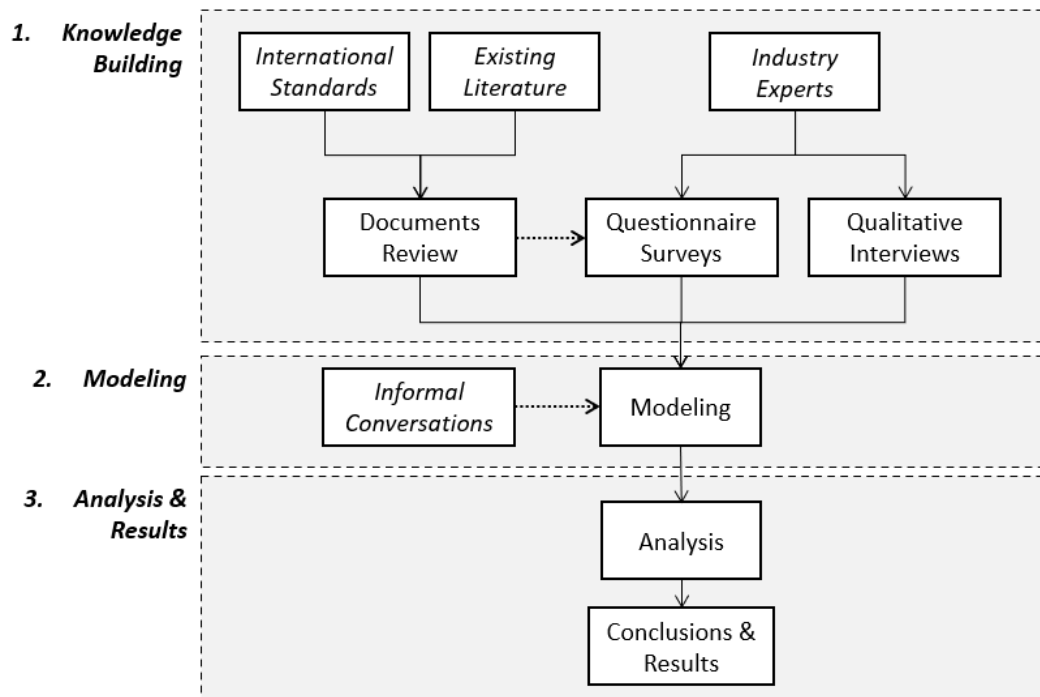 1. Knowledge
Building
International
Standards
Existing
Literature
Industry
Experts
Documents
Review
Questionnaire
Surveys
Qualitative
Interviews
2. Modeling
Informal
Conversations
Modeling
3. Analysis &
Results
Analysis
Conclusions &
Results